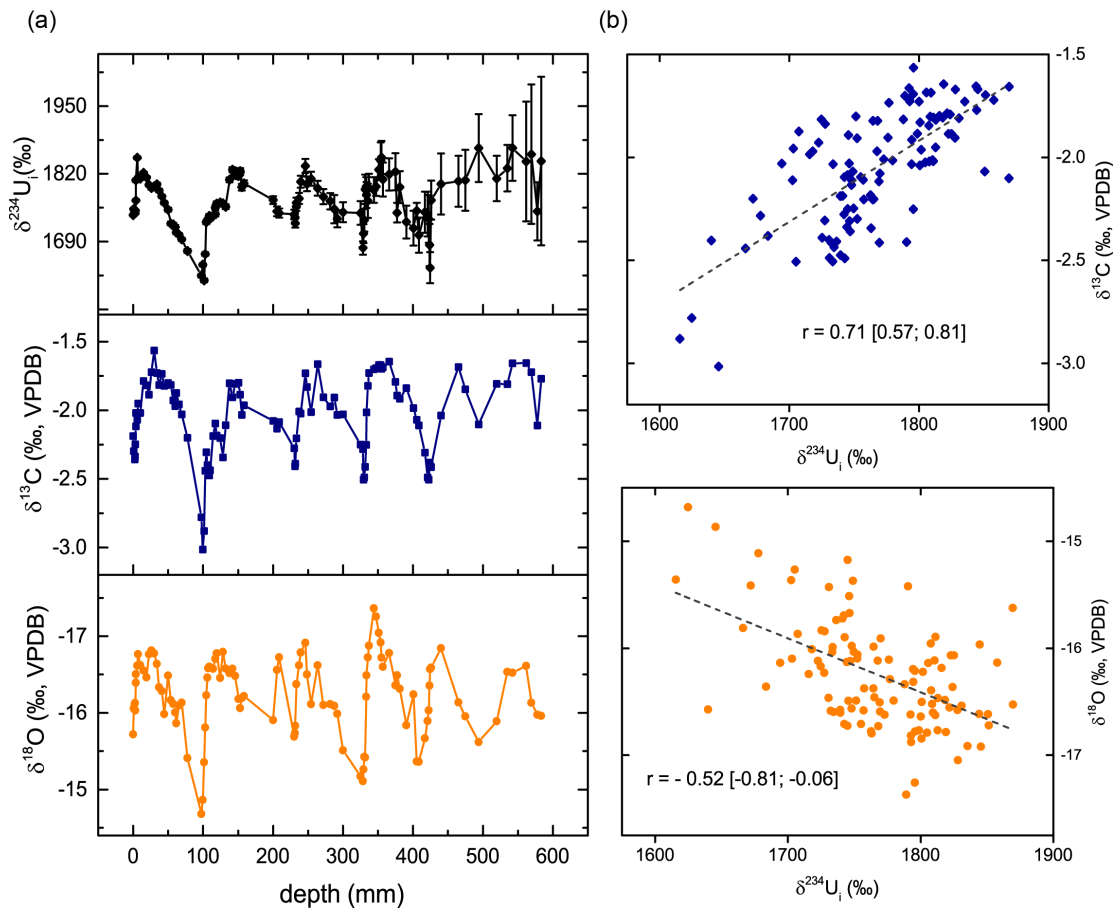 (a)
1950
1820
1690
δ²³⁴Uᵢ(‰)
-1.5
-2.0
-2.5
-3.0
δ¹³C (‰, VPDB)
-17
-16
-15
δ¹⁸O (‰, VPDB)
0 100 200 300 400 500 600
depth (mm)
(b)
-1.5
-2.0
-2.5
-3.0
δ¹³C (‰, VPDB)
r = 0.71 [0.57; 0.81]
1600 1700 1800 1900
δ²³⁴Uᵢ (‰)
-15
-16
-17
δ¹⁸O (‰, VPDB)
r = - 0.52 [-0.81; -0.06]
1600 1700 1800 1900
δ²³⁴Uᵢ (‰)